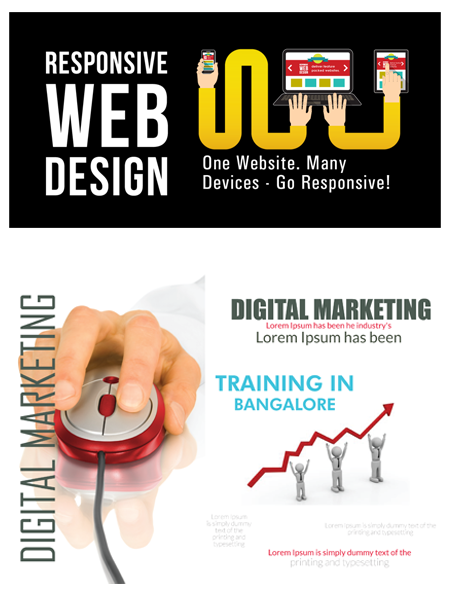 RESPONSIVE
WEB
DESIGN
One Website. Many
Devices - Go Responsive!
DIGITAL MARKETING
DIGITAL MARKETING
Lorem Ipsum has been he industry's
Lorem Ipsum has been
TRAINING IN
BANGALORE
Lorem Ipsum
is simply dummy
text of the
printing and
typesetting
Lorem Ipsum is simply dummy text of the
printing and typesetting
Lorem Ipsum is simply dummy text of the
printing and typesetting